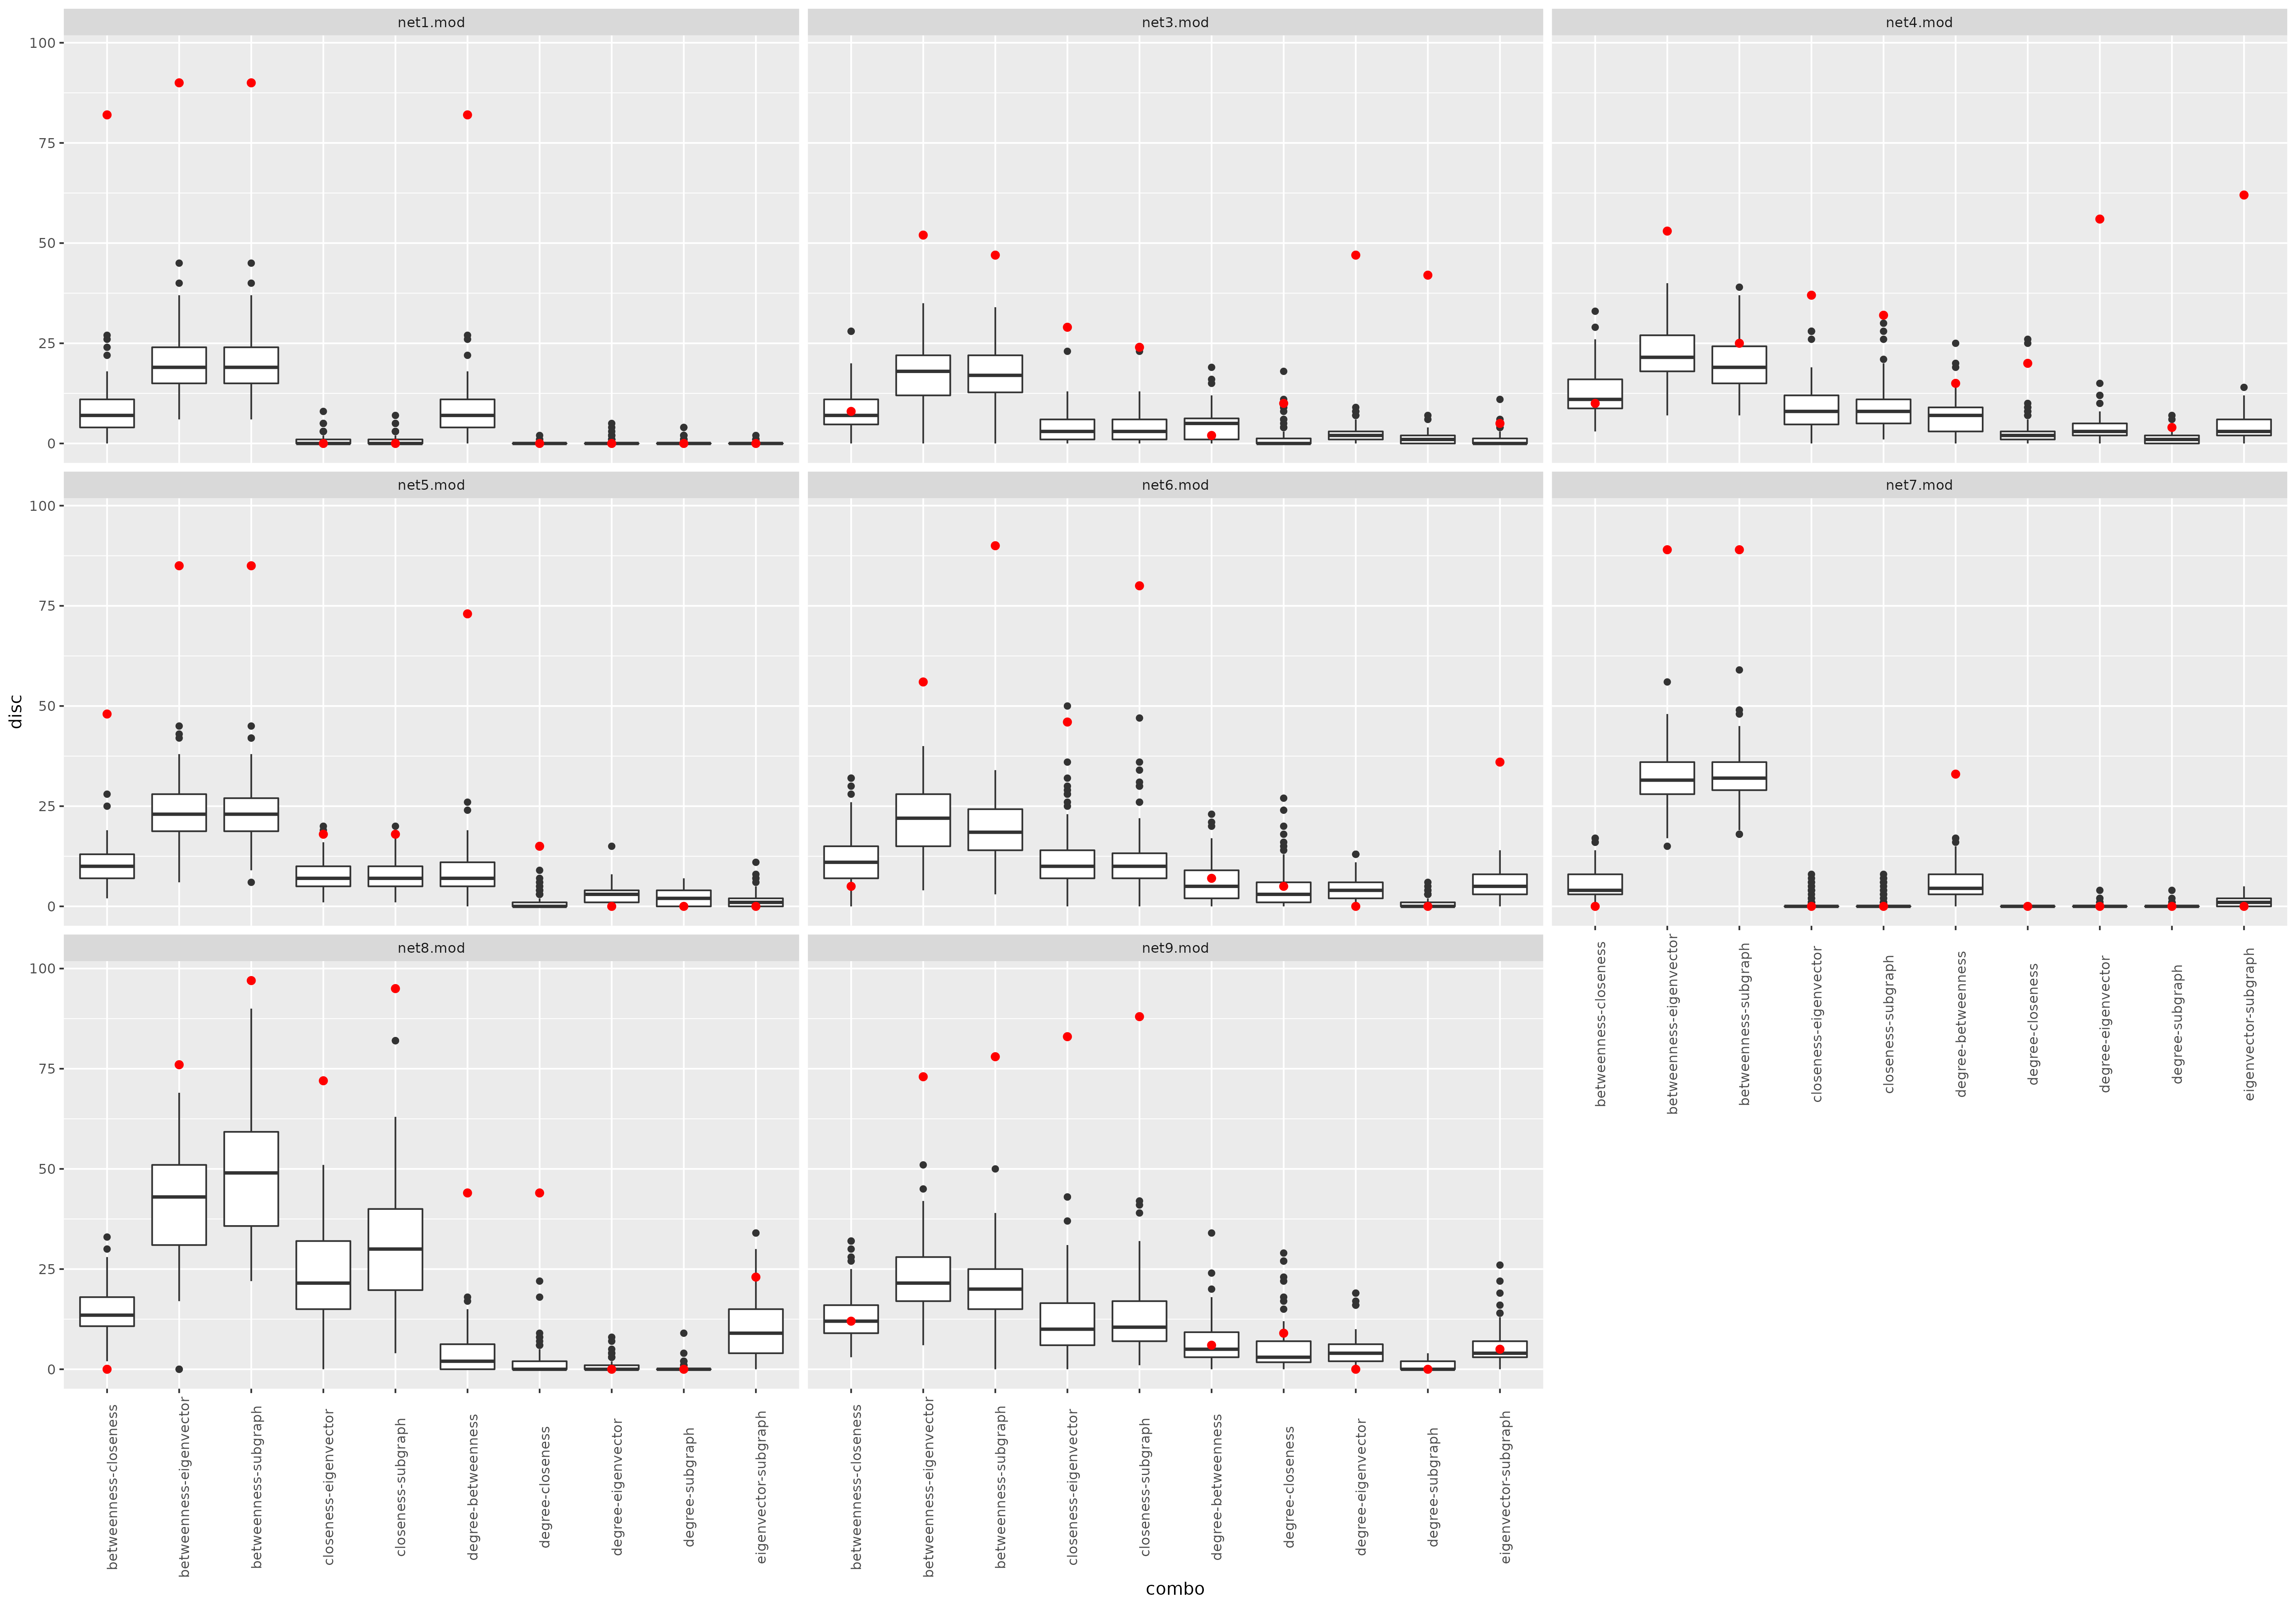 net1.mod
net3.mod
net4.mod
100
75
50
25
0
net5.mod
net6.mod
net7.mod
100
75
50
25
0
disc
betweenness-closeness
betweenness-eigenvector
betweenness-subgraph
closeness-eigenvector
closeness-subgraph
degree-betweenness
degree-closeness
degree-eigenvector
degree-subgraph
eigenvector-subgraph
net8.mod
net9.mod
100
75
50
25
0
betweenness-closeness
betweenness-eigenvector
betweenness-subgraph
closeness-eigenvector
closeness-subgraph
degree-betweenness
degree-closeness
degree-eigenvector
degree-subgraph
eigenvector-subgraph
betweenness-closeness
betweenness-eigenvector
betweenness-subgraph
closeness-eigenvector
closeness-subgraph
degree-betweenness
degree-closeness
degree-eigenvector
degree-subgraph
eigenvector-subgraph
combo